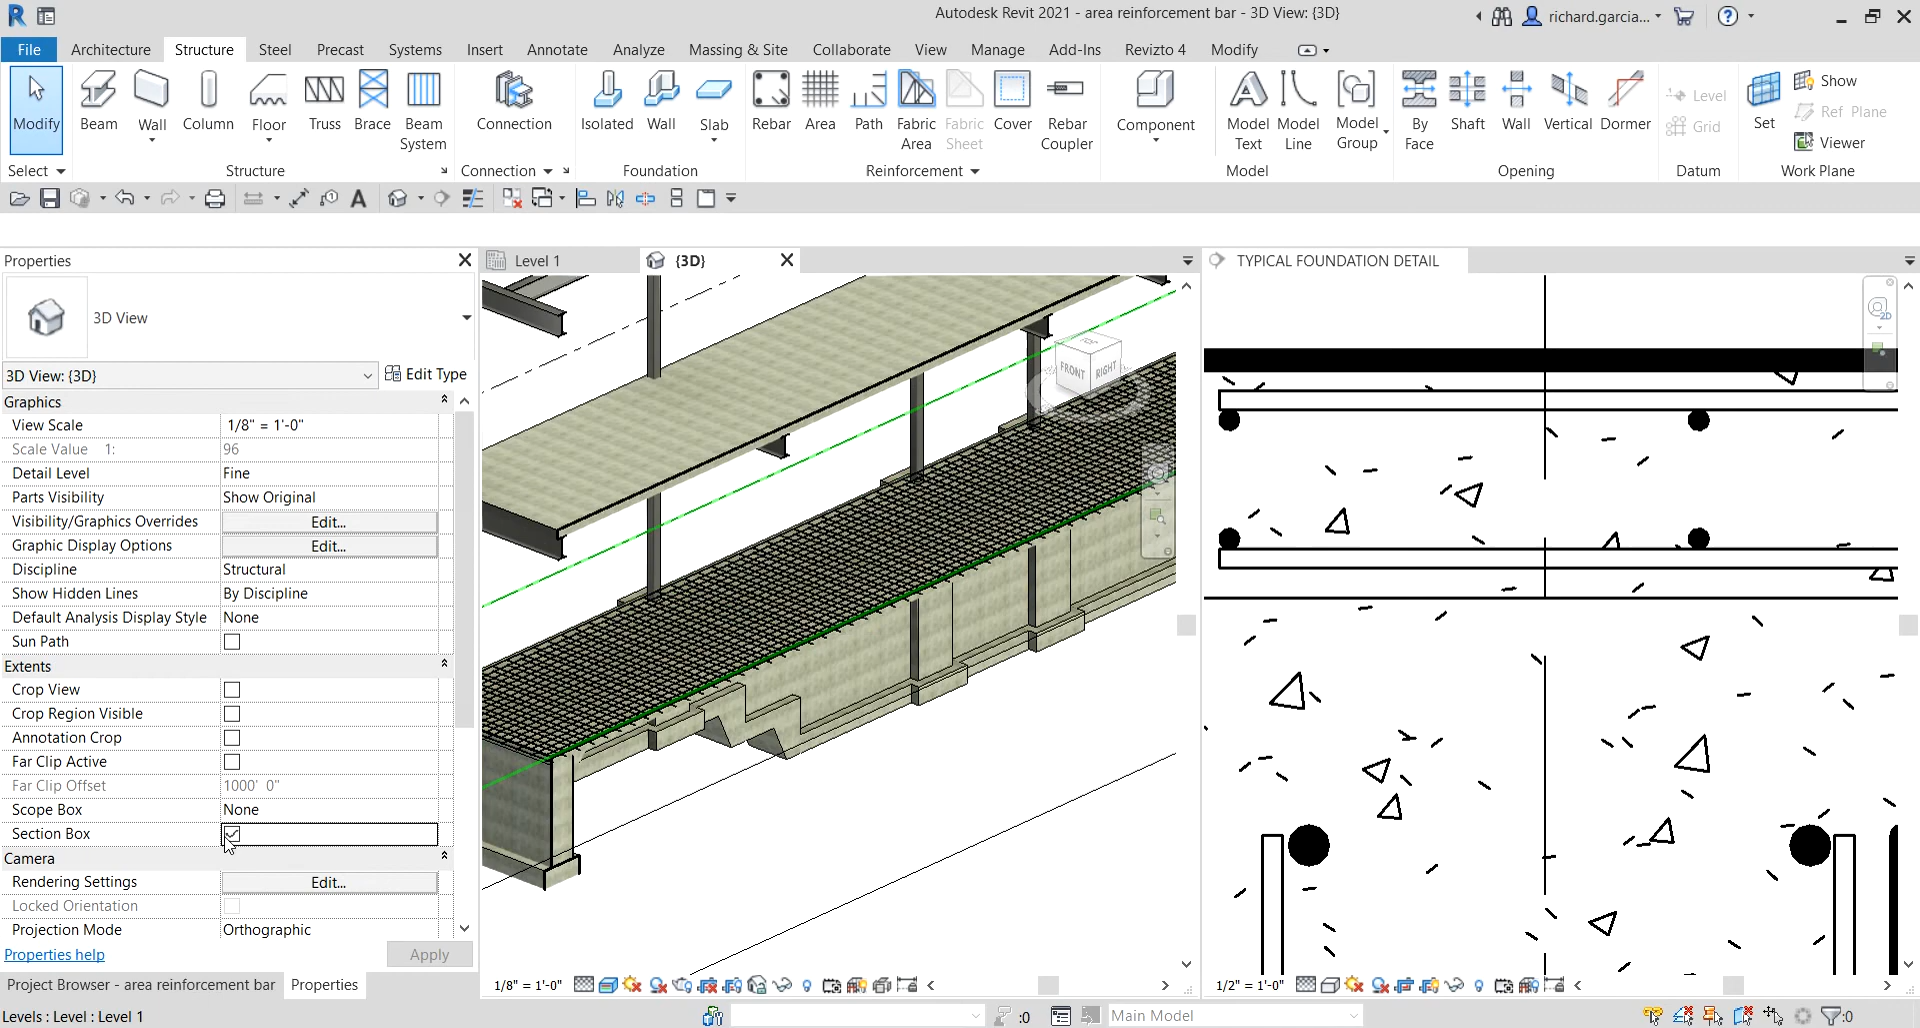 Autodesk Revit 2021 - area reinforcement bar - 3D View: {3D}
richard.garcia...
File Architecture Structure Steel Precast Systems Insert Annotate Analyze Massing & Site Collaborate View Manage Add-Ins Revizto 4 Modify
Modify Beam Wall Column Floor Truss Brace Beam System Connection Isolated Wall Slab Rebar Area Path Fabric Area Fabric Sheet Cover Rebar Coupler Component Model Text Model Line Model Group By Face Shaft Wall Vertical Dormer Level Grid Set Show Ref Plane Viewer
Select Structure Connection Foundation Reinforcement Model Opening Datum Work Plane
Properties
3D View
3D View: {3D} Edit Type
Graphics
View Scale 1/8" = 1'-0"
Scale Value 1: 96
Detail Level Fine
Parts Visibility Show Original
Visibility/Graphics Overrides Edit...
Graphic Display Options Edit...
Discipline Structural
Show Hidden Lines By Discipline
Default Analysis Display Style None
Sun Path
Extents
Crop View
Crop Region Visible
Annotation Crop
Far Clip Active
Far Clip Offset 1000' 0"
Scope Box None
Section Box
Camera
Rendering Settings Edit...
Locked Orientation
Projection Mode Orthographic
Properties help Apply
Project Browser - area reinforcement bar Properties
Level 1 {3D}
TOP
FRONT RIGHT
1/8" = 1'-0"
TYPICAL FOUNDATION DETAIL
2D
1/2" = 1'-0"
Levels : Level : Level 1 :0 Main Model :0